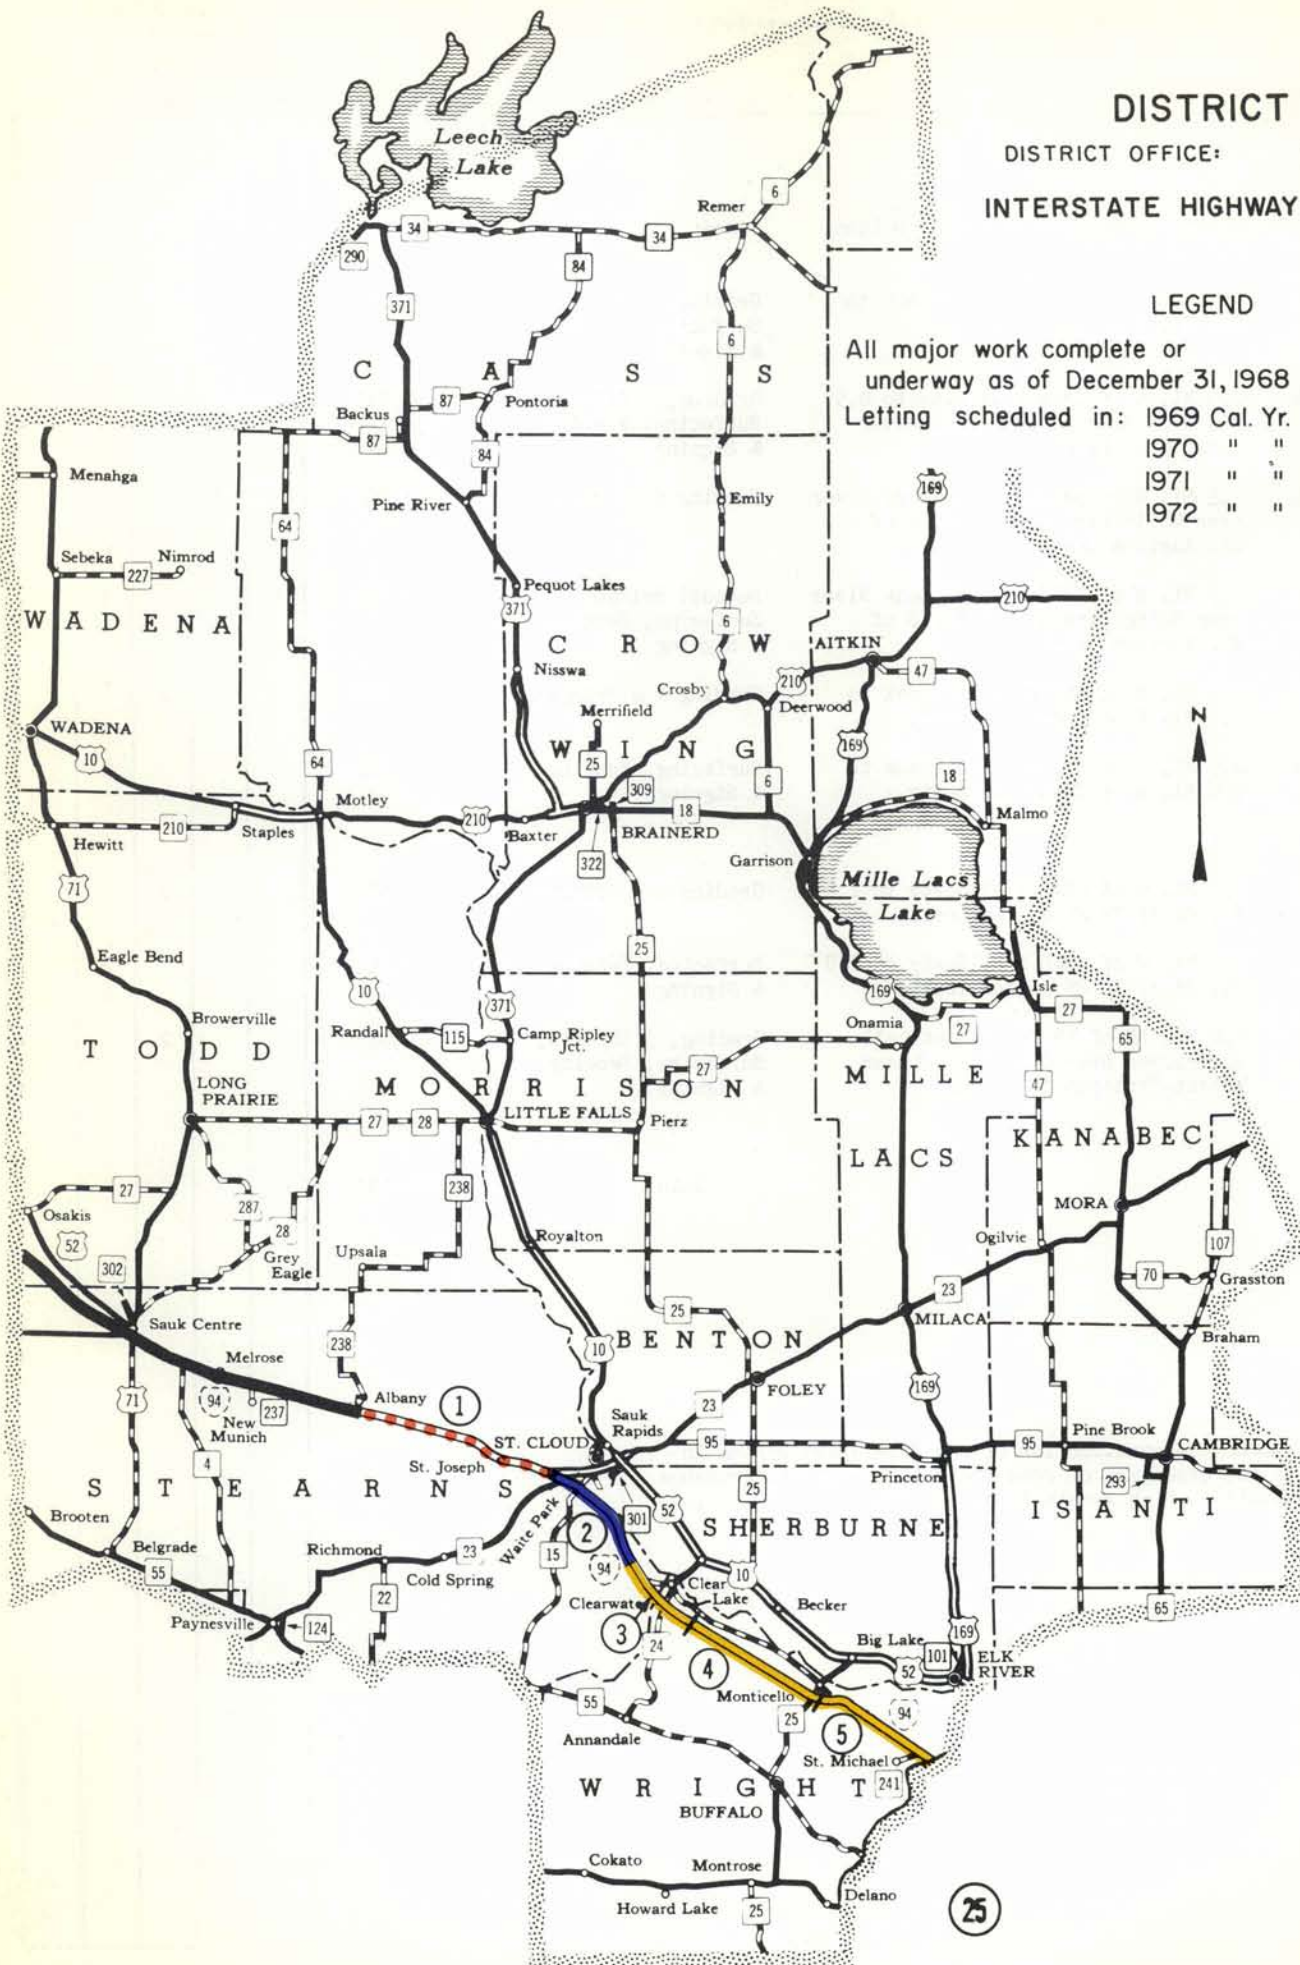 DISTRICT
DISTRICT OFFICE:
INTERSTATE HIGHWAY
LEGEND
All major work complete or
underway as of December 31, 1968
Letting scheduled in: 1969 Cal. Yr.
1970 " "
1971 " "
1972 " "
N
Leech
Lake
Remer
6
34
34
290
84
371
6
C A S S
87
Pontoria
Backus
87
84
169
Menahga
Pine River
Emily
64
Sebeka
Nimrod
227
Pequot Lakes
210
371
WADENA
6
C R O W
AITKIN
Nisswa
47
Crosby
210
Deerwood
Merrifield
WADENA
10
169
W I N G
25
64
309
6
18
Motley
210
18
Malmo
210
Staples
Baxter
BRAINERD
Hewitt
322
Garrison
Mille Lacs
Lake
71
25
Eagle Bend
10
169
Isle
371
Browerville
Randall
115
Camp Ripley
Jct.
Onamia
27
27
65
T O D D
27
MILLE
47
LONG
PRAIRIE
M O R R I S O N
LITTLE FALLS
27
28
Pierz
KANABEC
LACS
27
238
287
MORA
Osakis
52
28
Royalton
Ogilvie
107
302
Grey
Eagle
Upsala
70
Grasston
23
25
Sauk Centre
MILACA
238
10
BENTON
Braham
Melrose
71
94
New
Munich
237
Albany
1
FOLEY
169
23
Sauk
Rapids
ST. CLOUD
95
95
Pine Brook
CAMBRIDGE
4
St. Joseph
Princeton
293
S T E A R N S
25
ISANTI
Brooten
Waite Park
2
301
52
SHERBURNE
Belgrade
Richmond
23
15
94
55
Cold Spring
10
22
Clear
Lake
Becker
65
Clearwater
Paynesville
124
3
24
169
Big Lake
101
ELK
RIVER
4
52
55
Monticello
94
25
Annandale
5
St. Michael
WRIGHT
241
BUFFALO
Cokato
Montrose
Howard Lake
25
Delano
25